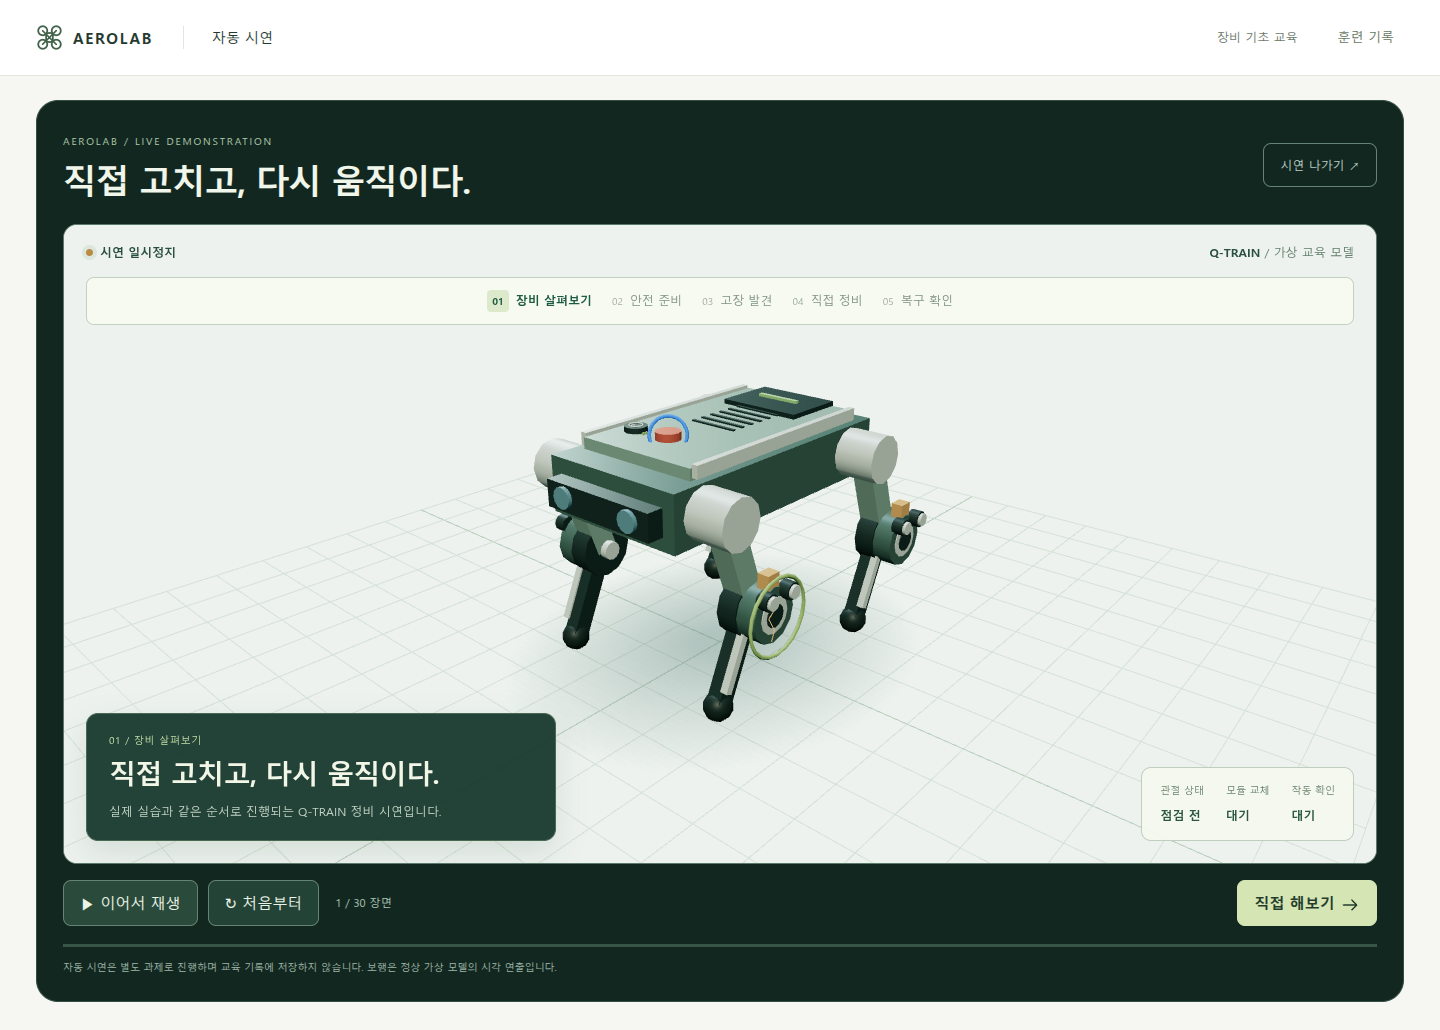 AEROLAB
자동 시연
장비 기초 교육
훈련 기록
AEROLAB / LIVE DEMONSTRATION
직접 고치고, 다시 움직이다.
시연 나가기 ↗
시연 일시정지
Q-TRAIN / 가상 교육 모델
01 장비 살펴보기
02 안전 준비
03 고장 발견
04 직접 정비
05 복구 확인
01 / 장비 살펴보기
직접 고치고, 다시 움직이다.
실제 실습과 같은 순서로 진행되는 Q-TRAIN 정비 시연입니다.
관절 상태 모듈 교체 작동 확인
점검 전 대기 대기
▶ 이어서 재생
↻ 처음부터
1 / 30 장면
직접 해보기 →
자동 시연은 별도 과제로 진행하며 교육 기록에 저장하지 않습니다. 보행은 정상 가상 모델의 시각 연출입니다.